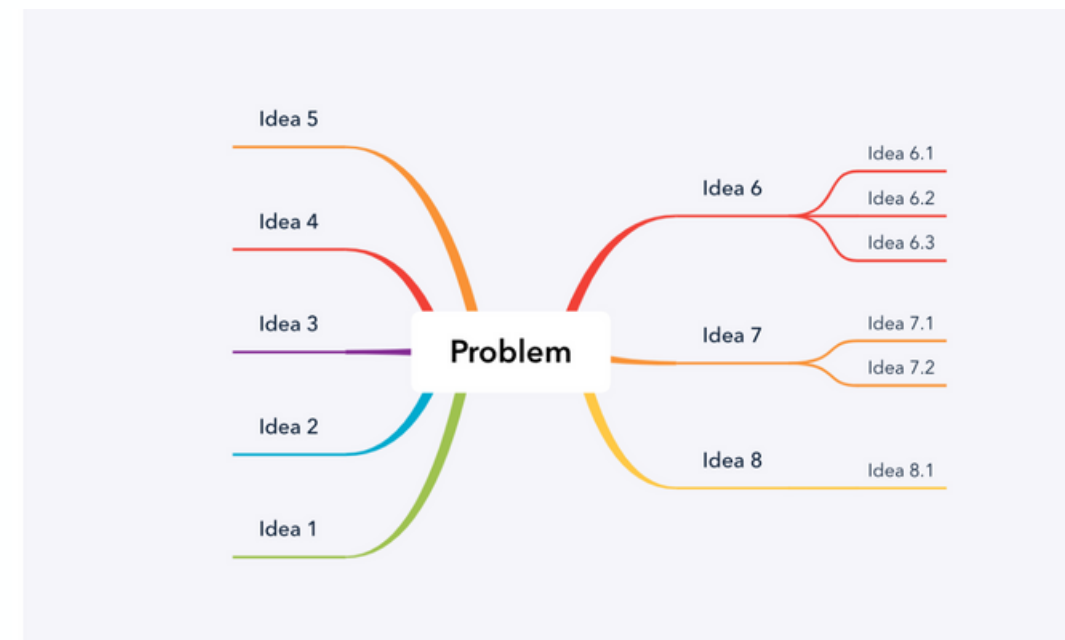 Idea 5
Idea 4
Idea 3
Idea 2
Idea 1
Problem
Idea 6
Idea 6.1
Idea 6.2
Idea 6.3
Idea 7
Idea 7.1
Idea 7.2
Idea 8
Idea 8.1